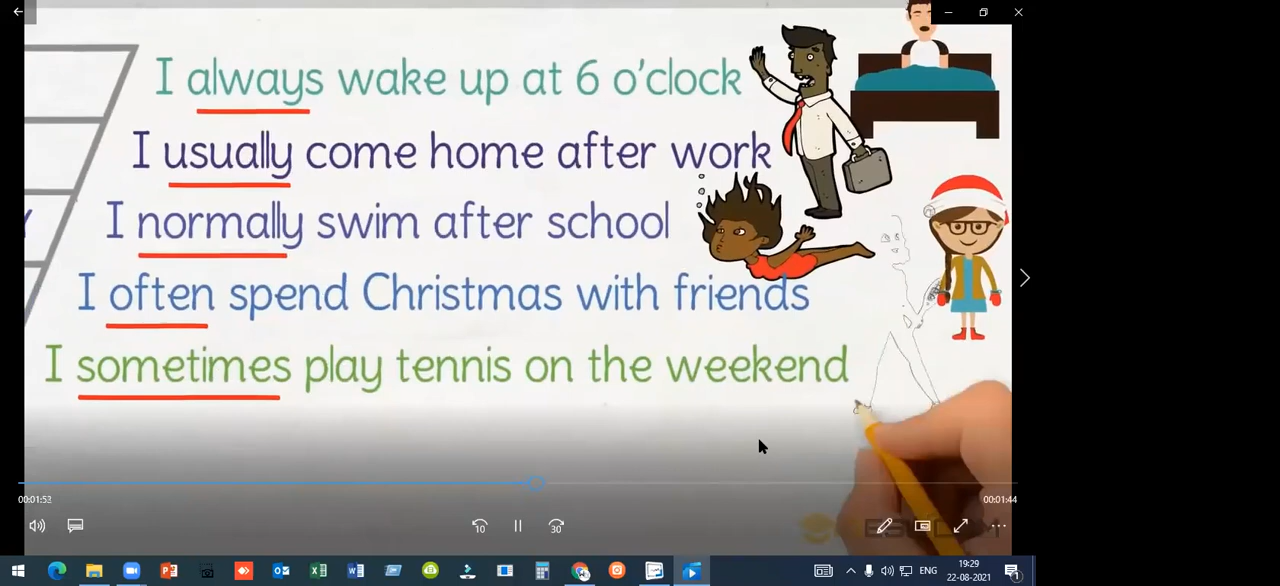 I always wake up at 6 o'clock
I usually come home after work
I normally swim after school
I often spend Christmas with friends
I sometimes play tennis on the weekend
00:01:52
00:01:44
10
30
ENG
19:29
22-08-2021